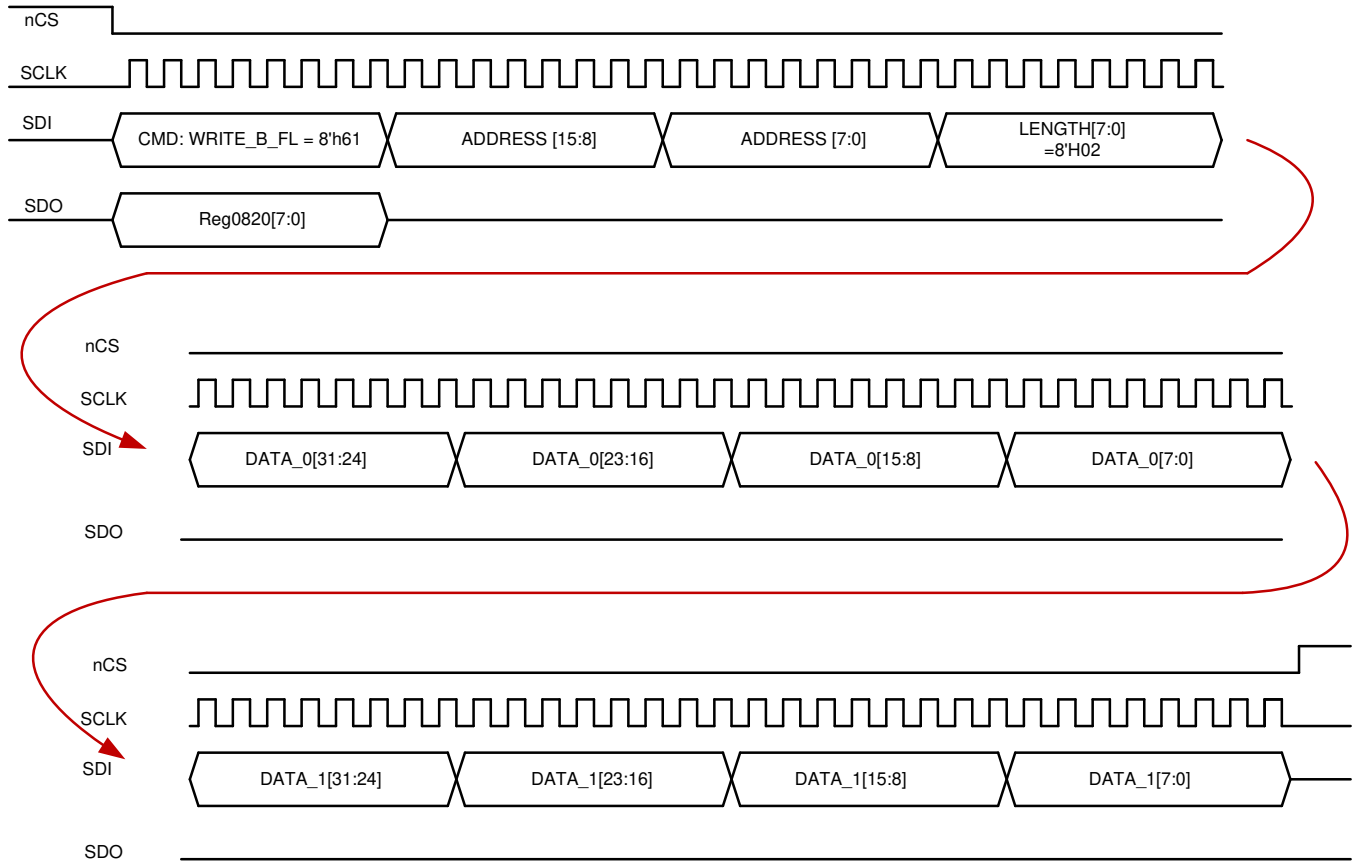 nCS
SCLK
SDI
CMD: WRITE_B_FL = 8'h61
ADDRESS [15:8]
ADDRESS [7:0]
LENGTH[7:0]
=8'H02
SDO
Reg0820[7:0]
nCS
SCLK
SDI
DATA_0[31:24]
DATA_0[23:16]
DATA_0[15:8]
DATA_0[7:0]
SDO
nCS
SCLK
SDI
DATA_1[31:24]
DATA_1[23:16]
DATA_1[15:8]
DATA_1[7:0]
SDO